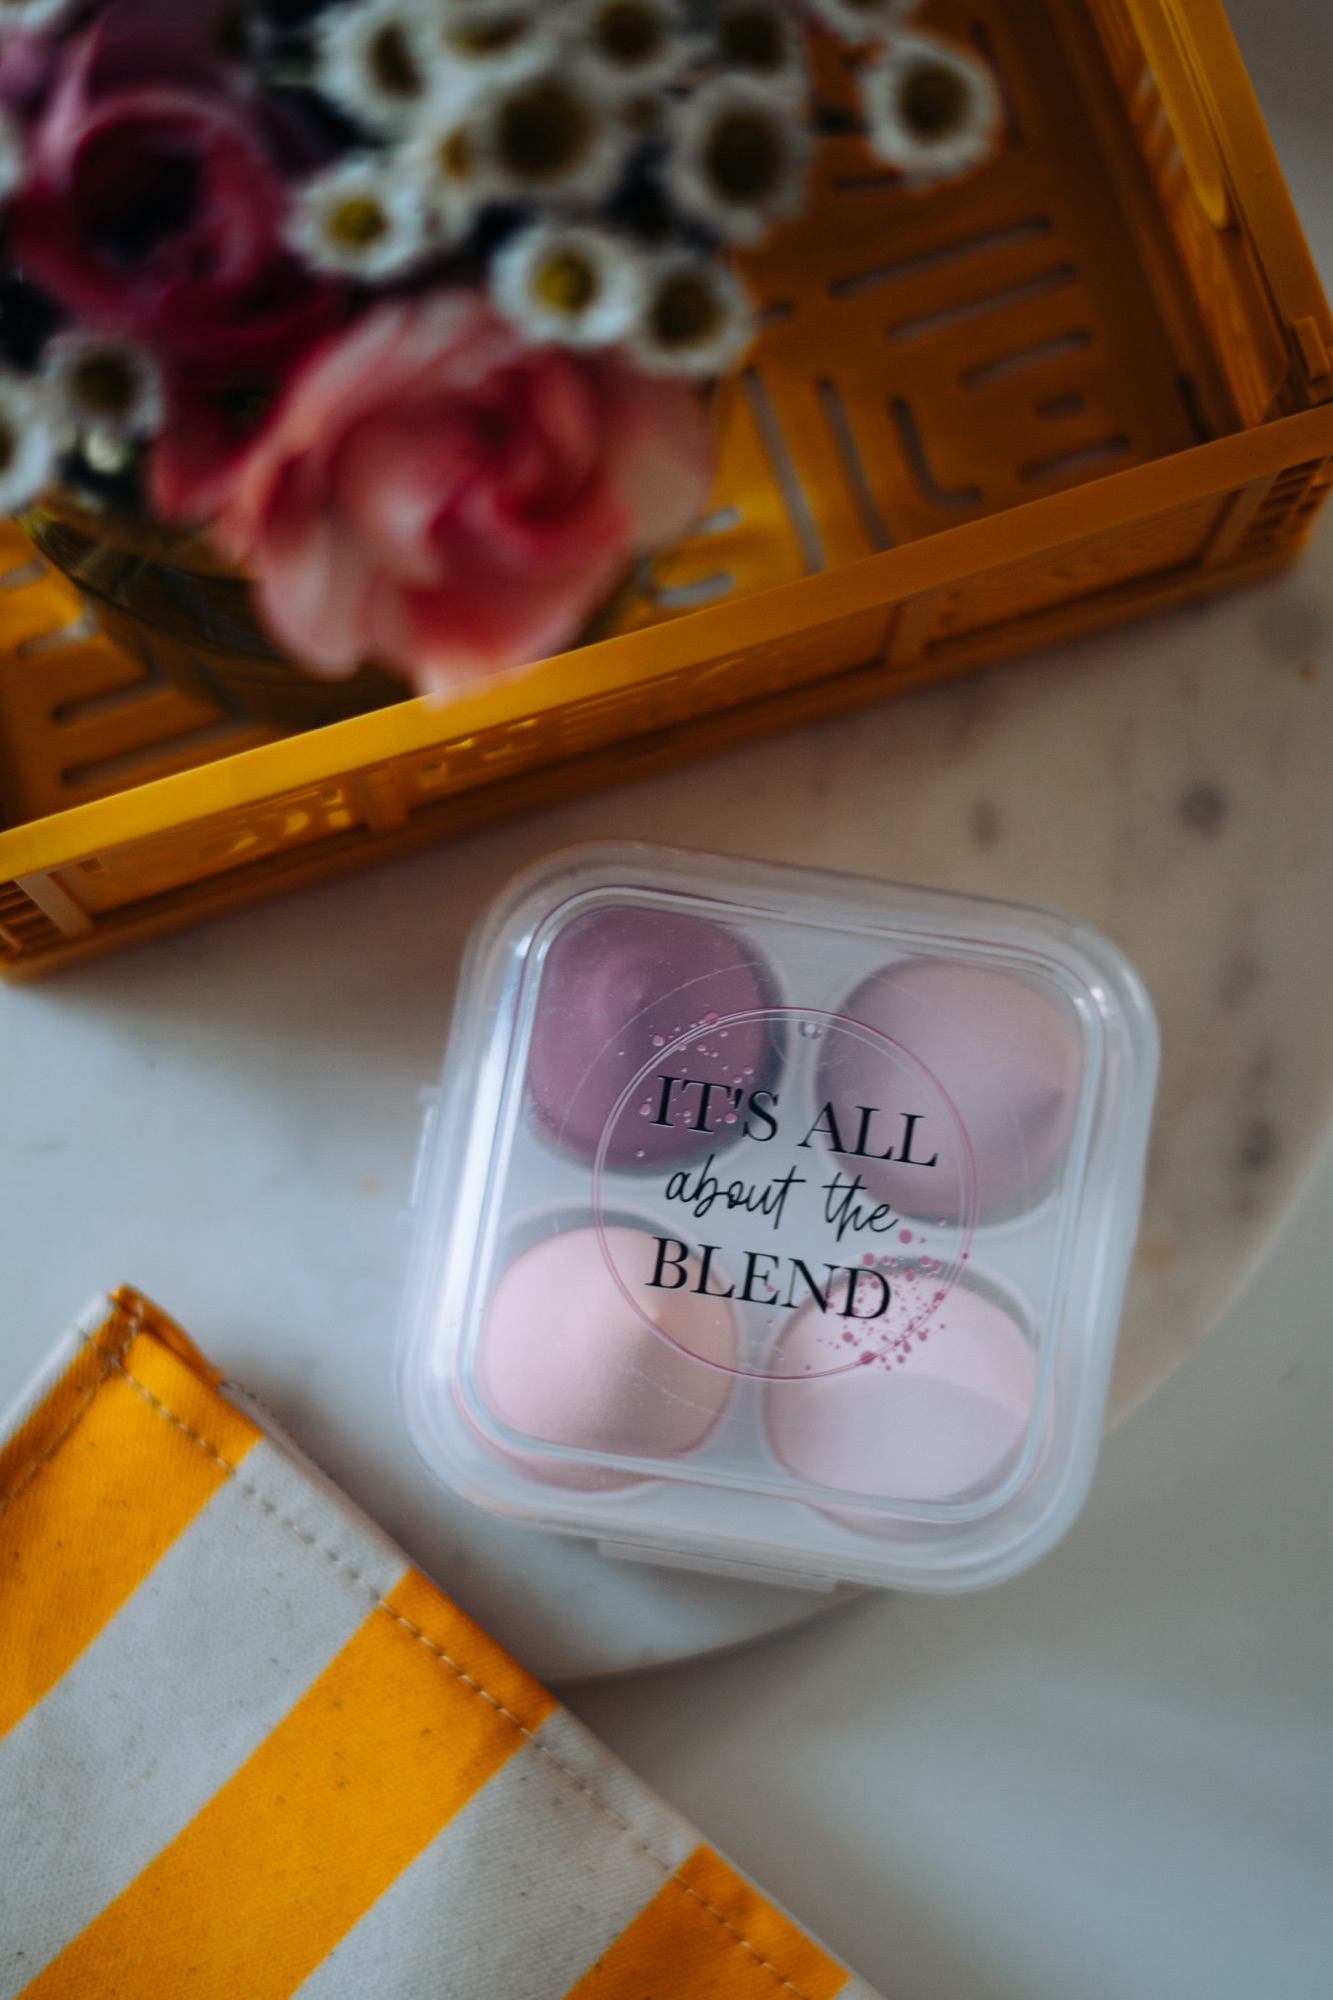 IT'S ALL
about the
BLEND